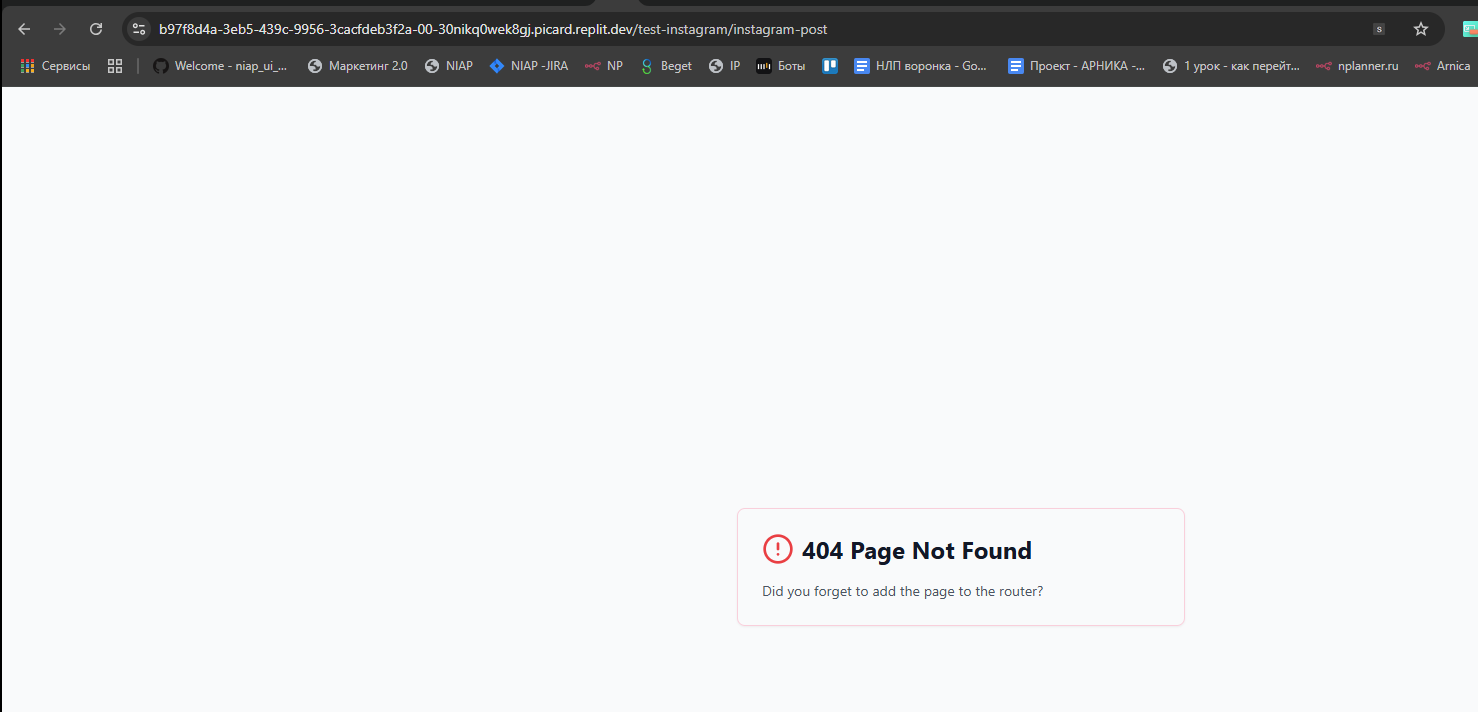 b97f8d4a-3eb5-439c-9956-3cacfdeb3f2a-00-30nikq0wek8gj.picard.replit.dev/test-instagram/instagram-post
s
Сервисы Welcome - niap_ui_... Маркетинг 2.0 NIAP NIAP -JIRA NP Beget IP Боты НЛП воронка - Go... Проект - АРНИКА -... 1 урок - как перейт... nplanner.ru Arnica
404 Page Not Found
Did you forget to add the page to the router?